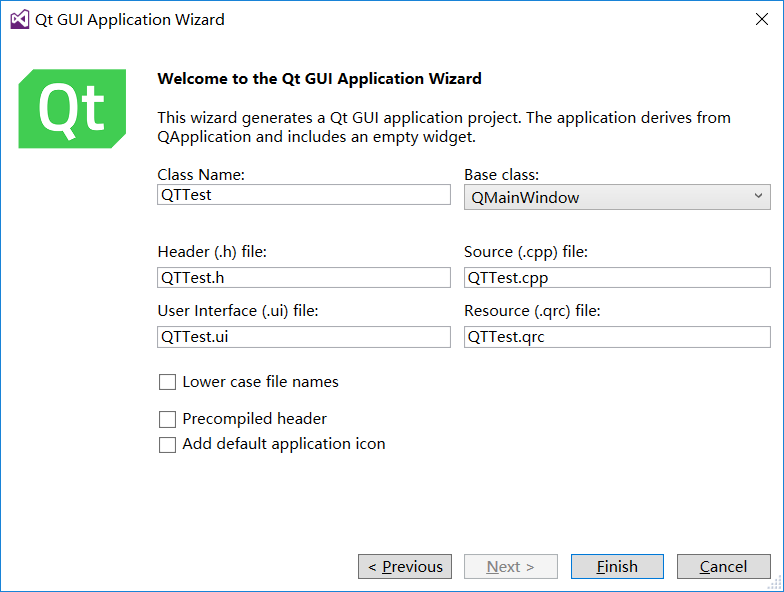 Qt GUI Application Wizard
Qt
Welcome to the Qt GUI Application Wizard
This wizard generates a Qt GUI application project. The application derives from
QApplication and includes an empty widget.
Class Name:
Base class:
QTTest
QMainWindow
Header (.h) file:
Source (.cpp) file:
QTTest.h
QTTest.cpp
User Interface (.ui) file:
Resource (.qrc) file:
QTTest.ui
QTTest.qrc
Lower case file names
Precompiled header
Add default application icon
< Previous
Next >
Finish
Cancel